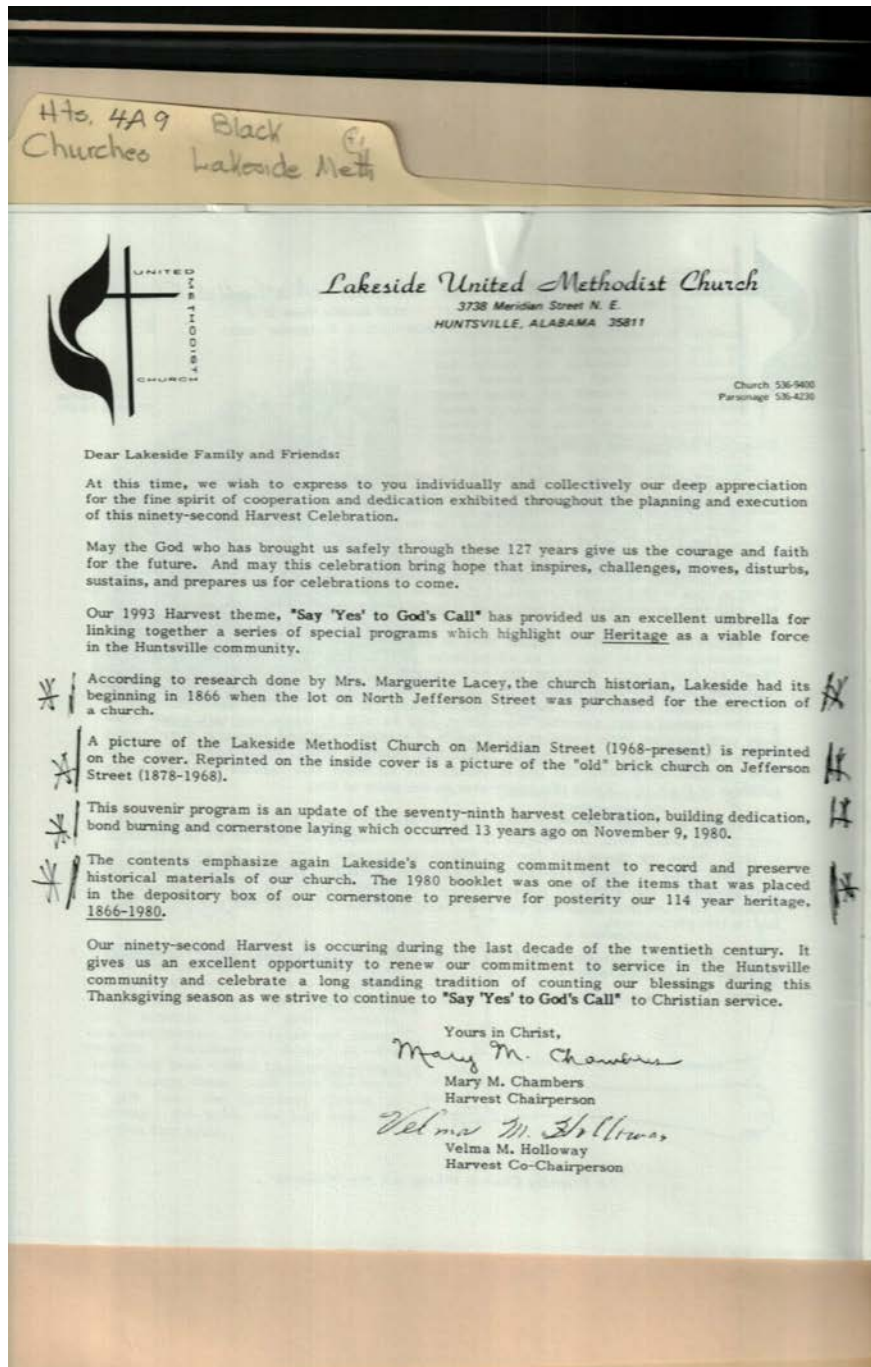 Hts. 4A9 Black
Churches Lakeside Meth
UNITED
METHODIST
CHURCH
Lakeside United Methodist Church
3738 Meridian Street N. E.
HUNTSVILLE, ALABAMA 35811
Church 536-9400
Parsonage 536-4230
Dear Lakeside Family and Friends:
At this time, we wish to express to you individually and collectively our deep appreciation
for the fine spirit of cooperation and dedication exhibited throughout the planning and execution
of this ninety-second Harvest Celebration.
May the God who has brought us safely through these 127 years give us the courage and faith
for the future. And may this celebration bring hope that inspires, challenges, moves, disturbs,
sustains, and prepares us for celebrations to come.
Our 1993 Harvest theme, "Say 'Yes' to God's Call" has provided us an excellent umbrella for
linking together a series of special programs which highlight our Heritage as a viable force
in the Huntsville community.
According to research done by Mrs. Marguerite Lacey, the church historian, Lakeside had its
beginning in 1866 when the lot on North Jefferson Street was purchased for the erection of
a church.
A picture of the Lakeside Methodist Church on Meridian Street (1968-present) is reprinted
on the cover. Reprinted on the inside cover is a picture of the "old" brick church on Jefferson
Street (1878-1968).
This souvenir program is an update of the seventy-ninth harvest celebration, building dedication,
bond burning and cornerstone laying which occurred 13 years ago on November 9, 1980.
The contents emphasize again Lakeside's continuing commitment to record and preserve
historical materials of our church. The 1980 booklet was one of the items that was placed
in the depository box of our cornerstone to preserve for posterity our 114 year heritage,
1866-1980.
Our ninety-second Harvest is occuring during the last decade of the twentieth century. It
gives us an excellent opportunity to renew our commitment to service in the Huntsville
community and celebrate a long standing tradition of counting our blessings during this
Thanksgiving season as we strive to continue to "Say 'Yes' to God's Call" to Christian service.
Yours in Christ,
Mary M. Chambers
Mary M. Chambers
Harvest Chairperson
Velma M. Holloway
Velma M. Holloway
Harvest Co-Chairperson